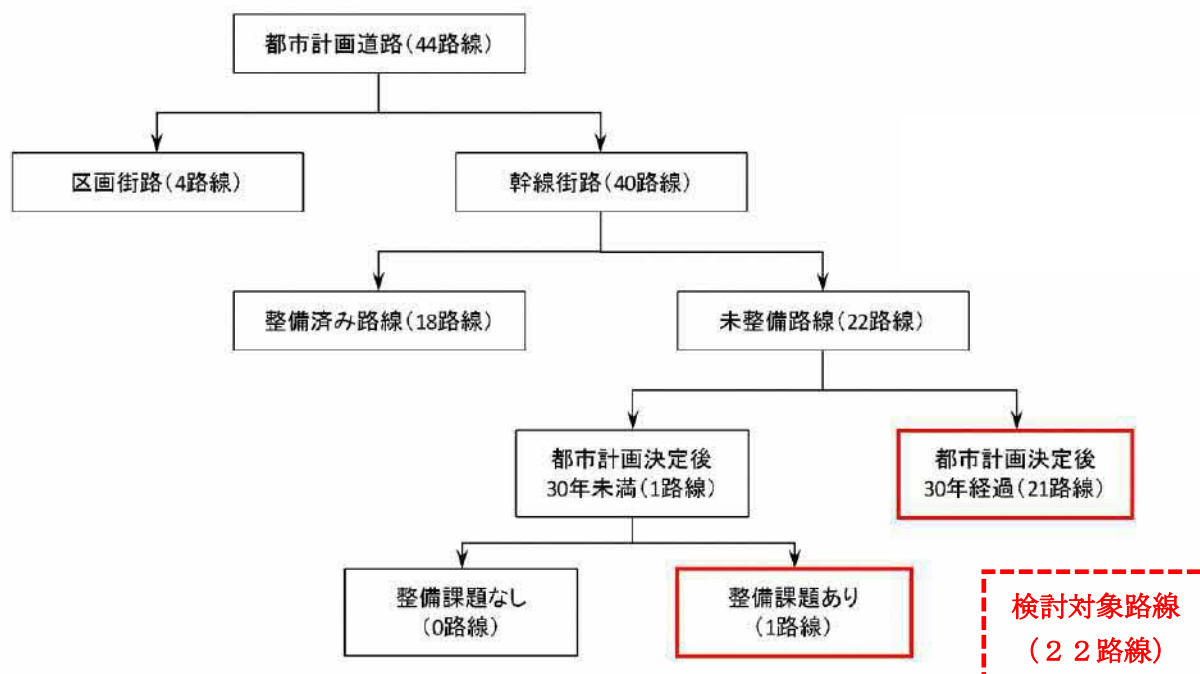 都市計画道路(44路線)
区画街路(4路線)
幹線街路(40路線)
整備済み路線(18路線)
未整備路線(22路線)
都市計画決定後
30年未満(1路線)
都市計画決定後
30年経過(21路線)
整備課題なし
(0路線)
整備課題あり
(1路線)
検討対象路線
(22路線)